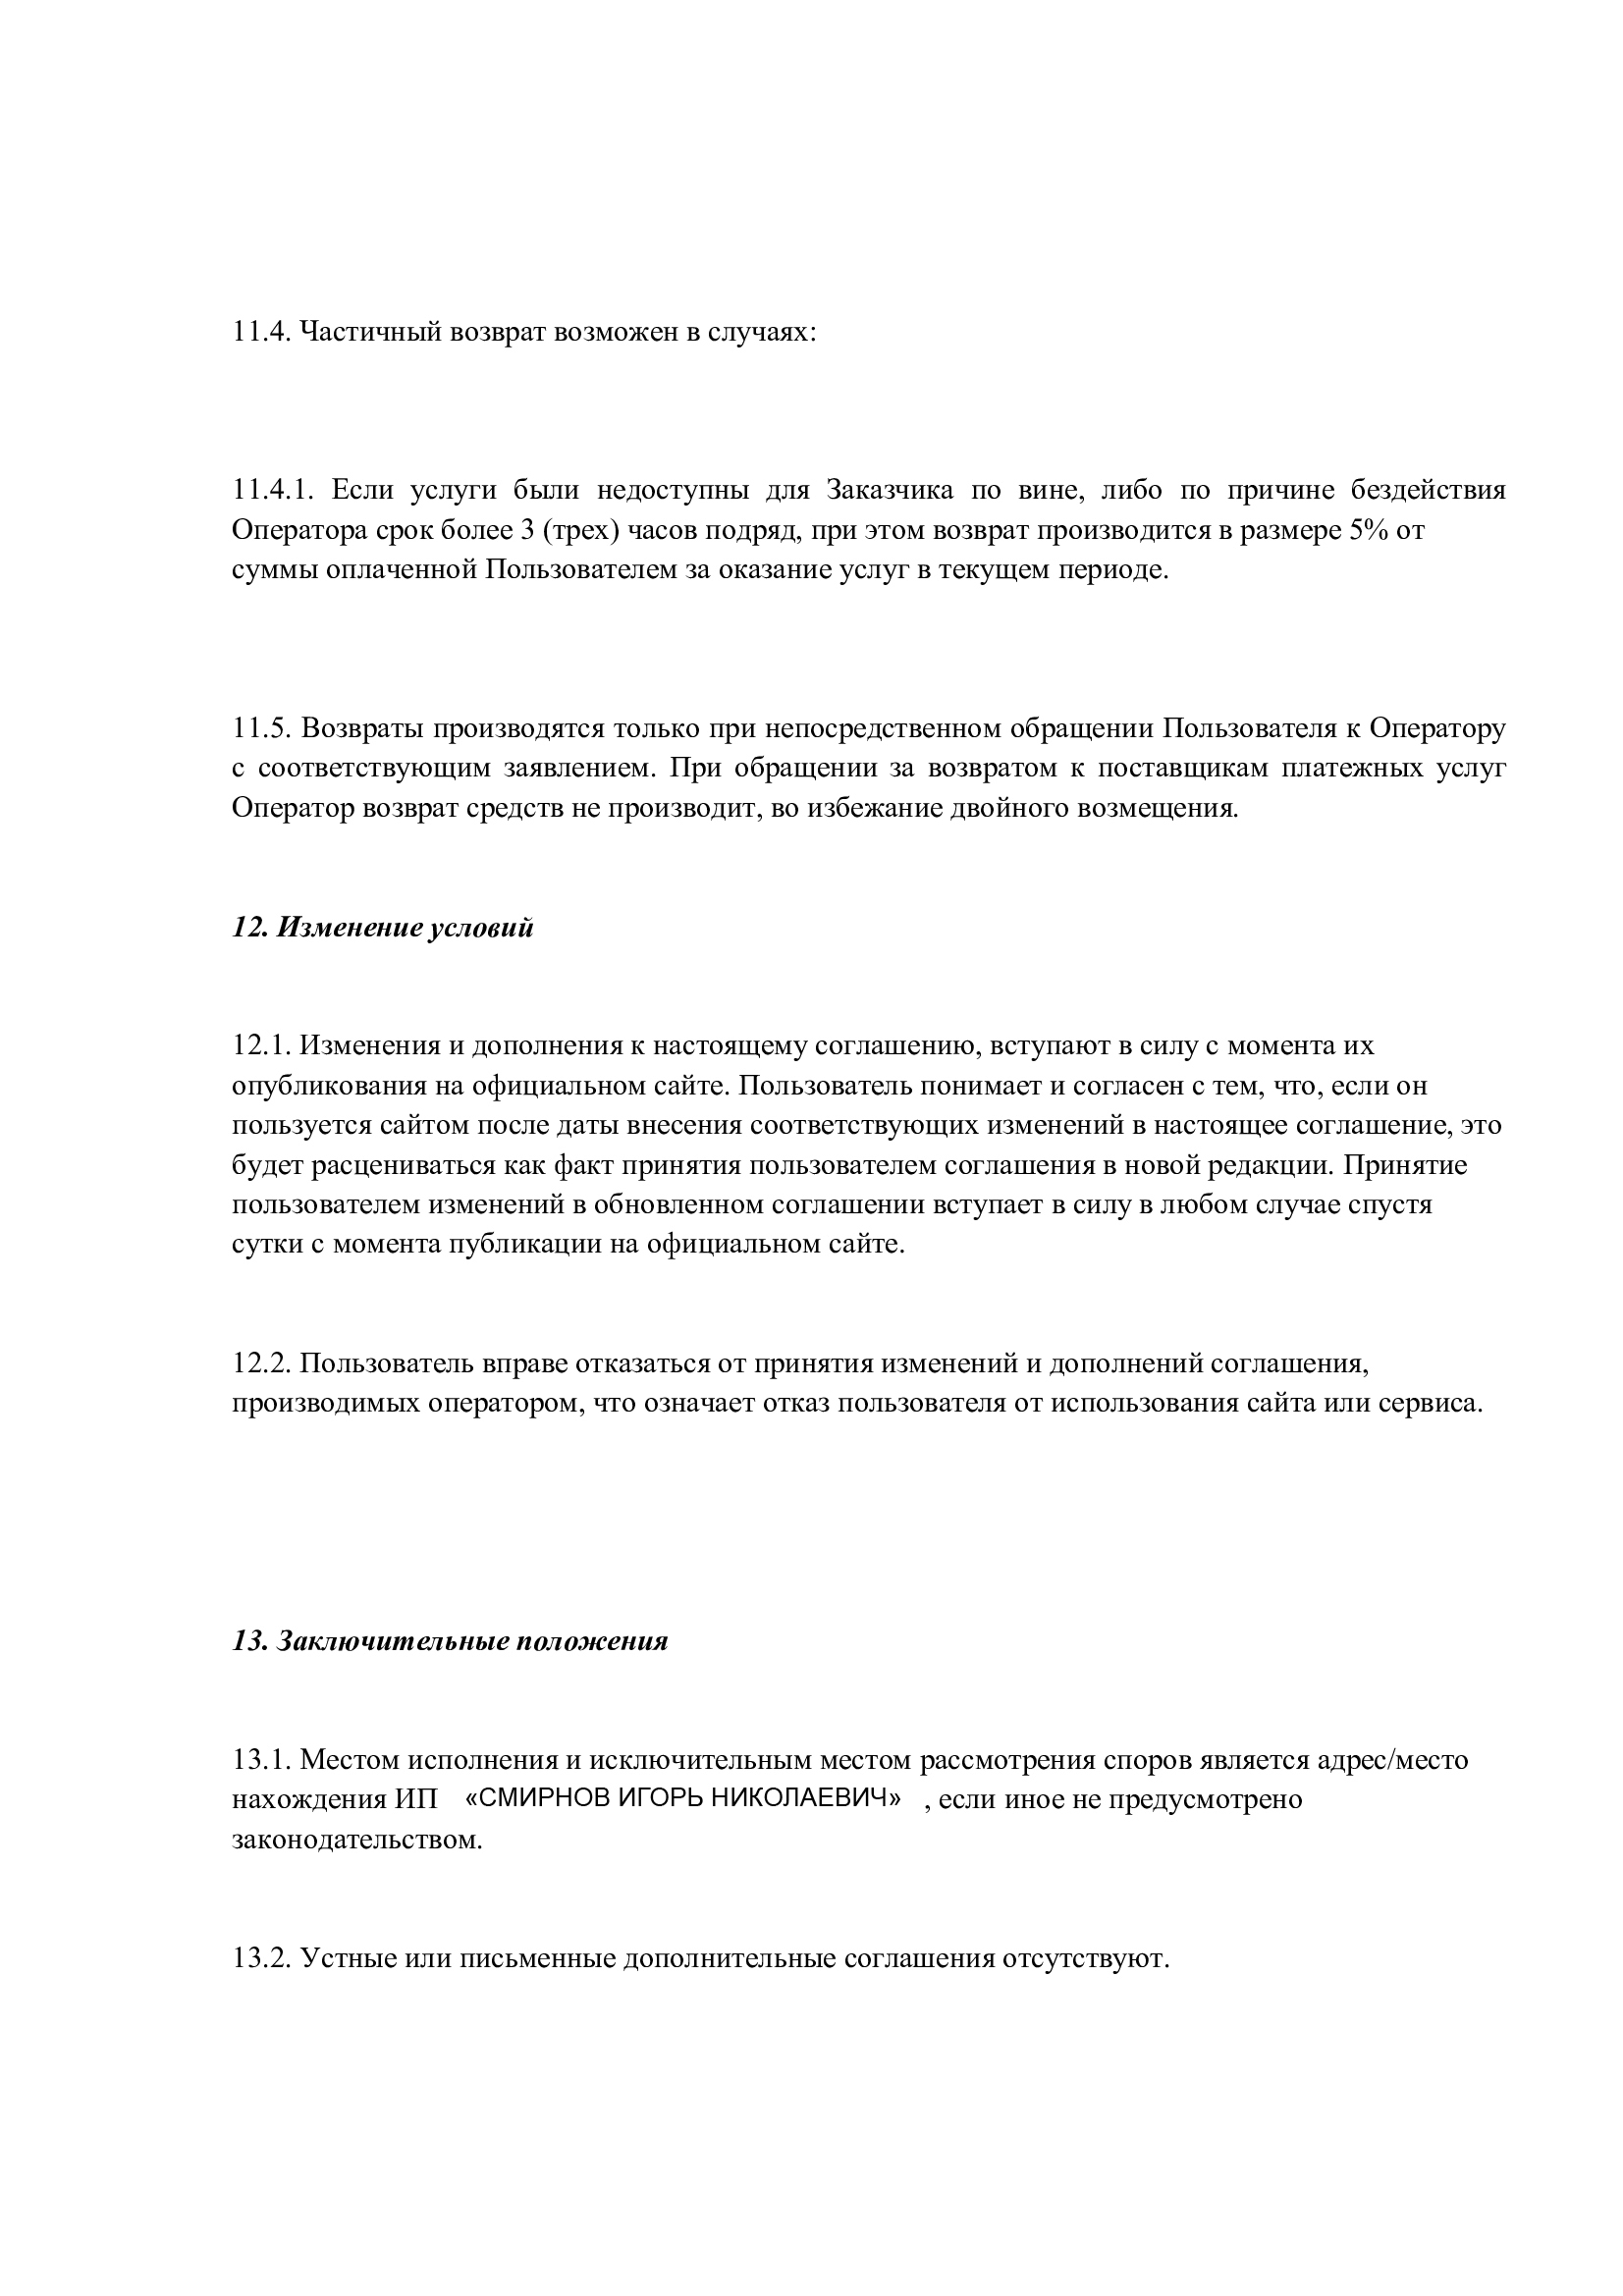 11.4. Частичный возврат возможен в случаях:
11.4.1. Если услуги были недоступны для Заказчика по вине, либо по причине бездействия
Оператора срок более 3 (трех) часов подряд, при этом возврат производится в размере 5% от
суммы оплаченной Пользователем за оказание услуг в текущем периоде.
11.5. Возвраты производятся только при непосредственном обращении Пользователя к Оператору
с соответствующим заявлением. При обращении за возвратом к поставщикам платежных услуг
Оператор возврат средств не производит, во избежание двойного возмещения.
12. Изменение условий
12.1. Изменения и дополнения к настоящему соглашению, вступают в силу с момента их
опубликования на официальном сайте. Пользователь понимает и согласен с тем, что, если он
пользуется сайтом после даты внесения соответствующих изменений в настоящее соглашение, это
будет расцениваться как факт принятия пользователем соглашения в новой редакции. Принятие
пользователем изменений в обновленном соглашении вступает в силу в любом случае спустя
сутки с момента публикации на официальном сайте.
12.2. Пользователь вправе отказаться от принятия изменений и дополнений соглашения,
производимых оператором, что означает отказ пользователя от использования сайта или сервиса.
13. Заключительные положения
13.1. Местом исполнения и исключительным местом рассмотрения споров является адрес/место
нахождения ИП «СМИРНОВ ИГОРЬ НИКОЛАЕВИЧ» , если иное не предусмотрено
законодательством.
13.2. Устные или письменные дополнительные соглашения отсутствуют.